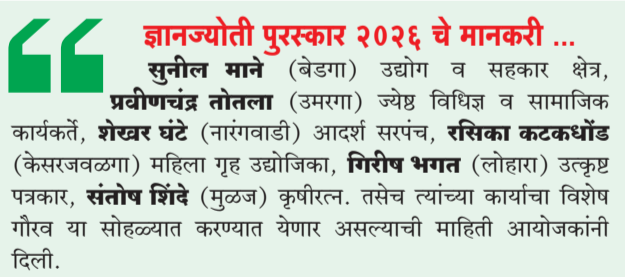 ज्ञानज्योती पुरस्कार २०२६ चे मानकरी ...
सुनील माने (बेडगा) उद्योग व सहकार क्षेत्र,
प्रवीणचंद्र तोतला (उमरगा) ज्येष्ठ विधिज्ञ व सामाजिक
कार्यकर्ते, शेखर घंटे (नारंगवाडी) आदर्श सरपंच, रसिका कटकधोंड
(केसरजवळगा) महिला गृह उद्योजिका, गिरीष भगत (लोहारा) उत्कृष्ट
पत्रकार, संतोष शिंदे (मुळज) कृषीरत्न. तसेच त्यांच्या कार्याचा विशेष
गौरव या सोहळ्यात करण्यात येणार असल्याची माहिती आयोजकांनी
दिली.